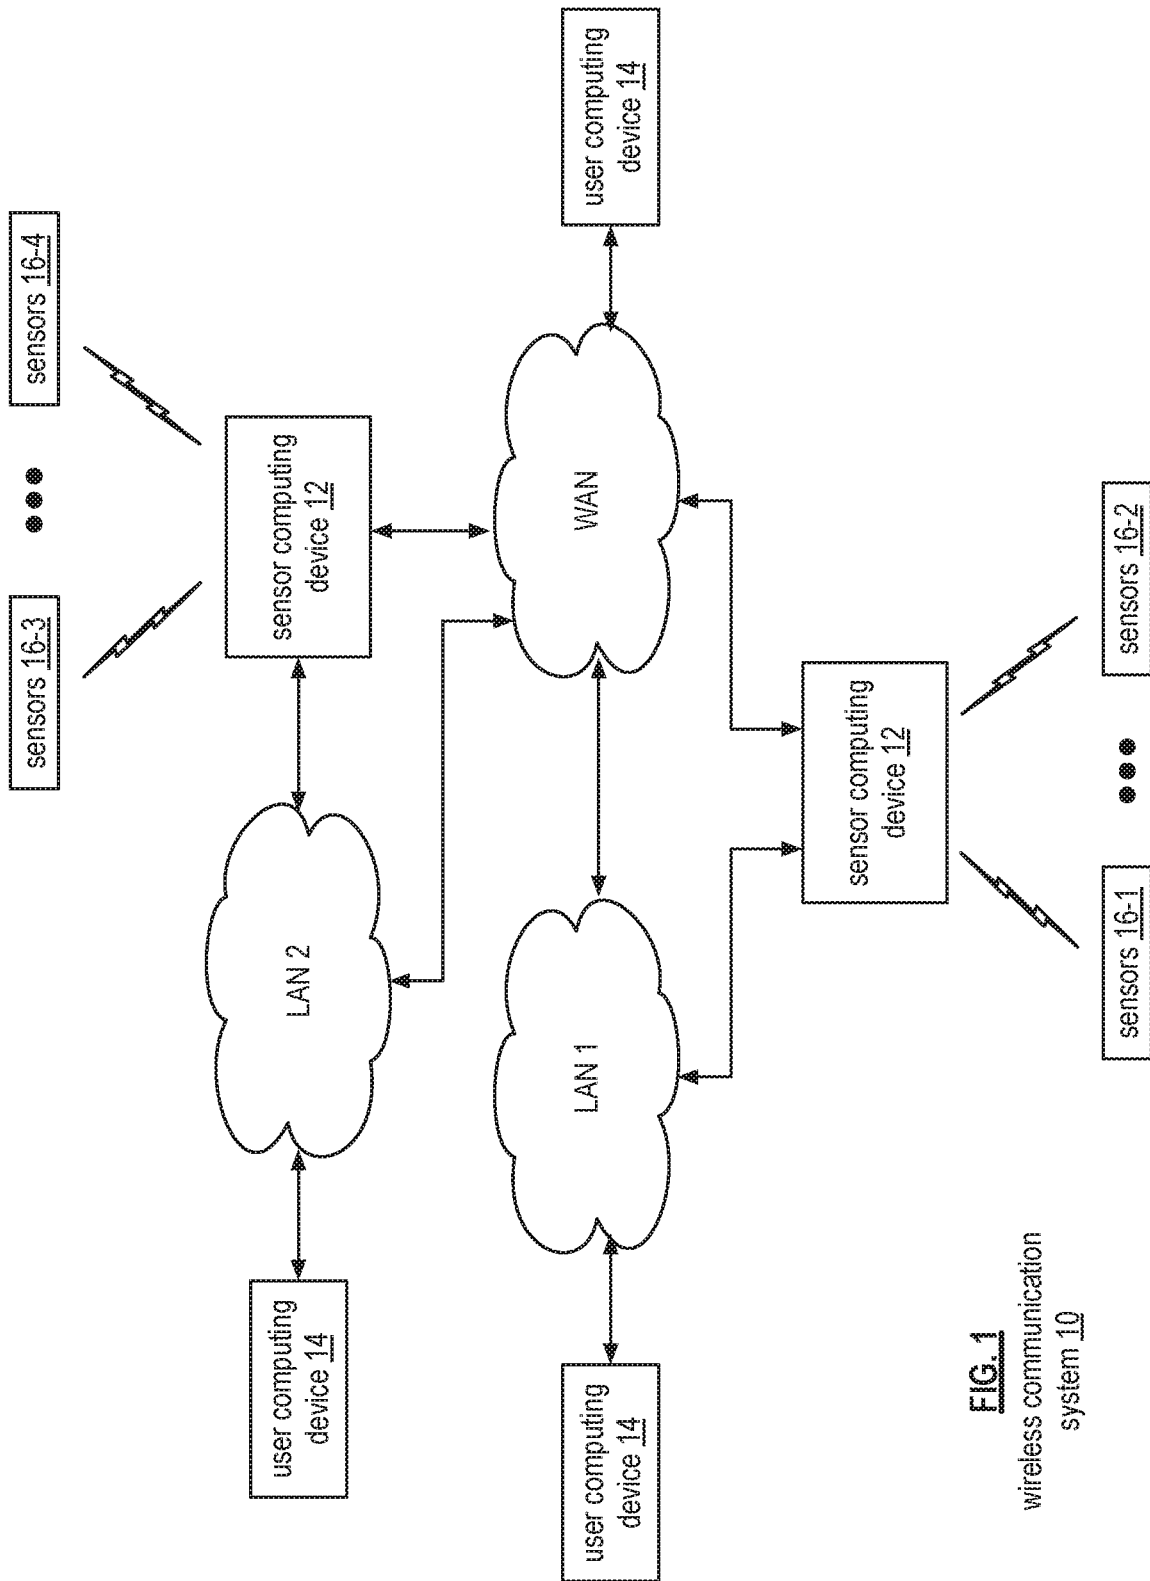 sensors 16-3
sensors 16-4
user computing
device 14
LAN 2
sensor computing
device 12
user computing
device 14
LAN 1
WAN
user computing
device 14
sensor computing
device 12
sensors 16-1
sensors 16-2
FIG. 1
wireless communication
system 10